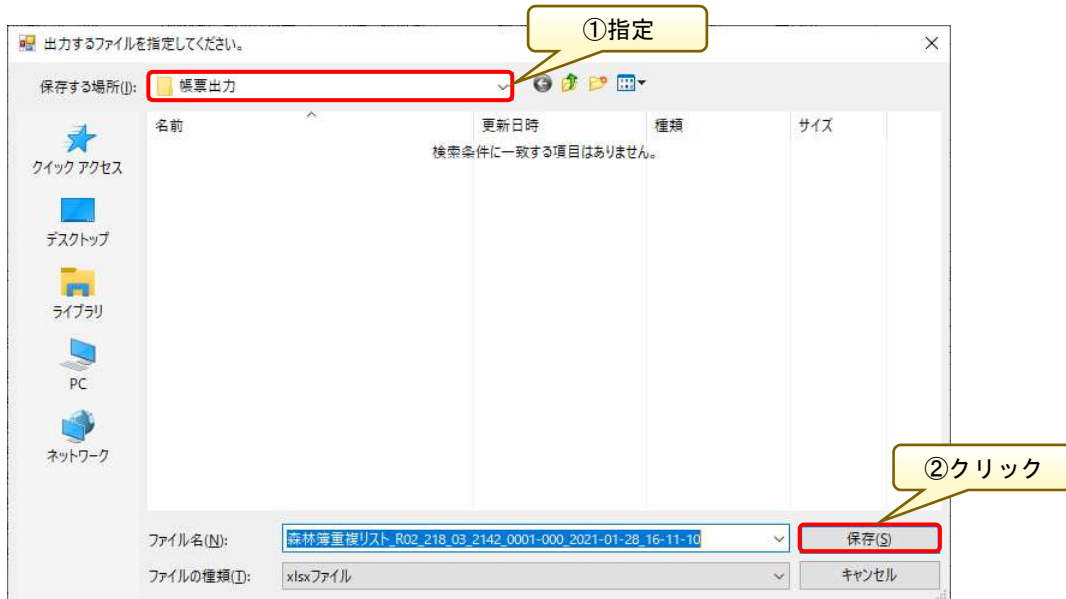 ①指定
出力するファイルを指定してください。
保存する場所(I):
帳票出力
名前
更新日時
種類
サイズ
検索条件に一致する項目はありません。
クイック アクセス
デスクトップ
ライブラリ
PC
ネットワーク
②クリック
ファイル名(N):
森林簿重複リスト_R02_218_03_2142_0001-000_2021-01-28_16-11-10
保存(S)
ファイルの種類(T):
xlsxファイル
キャンセル